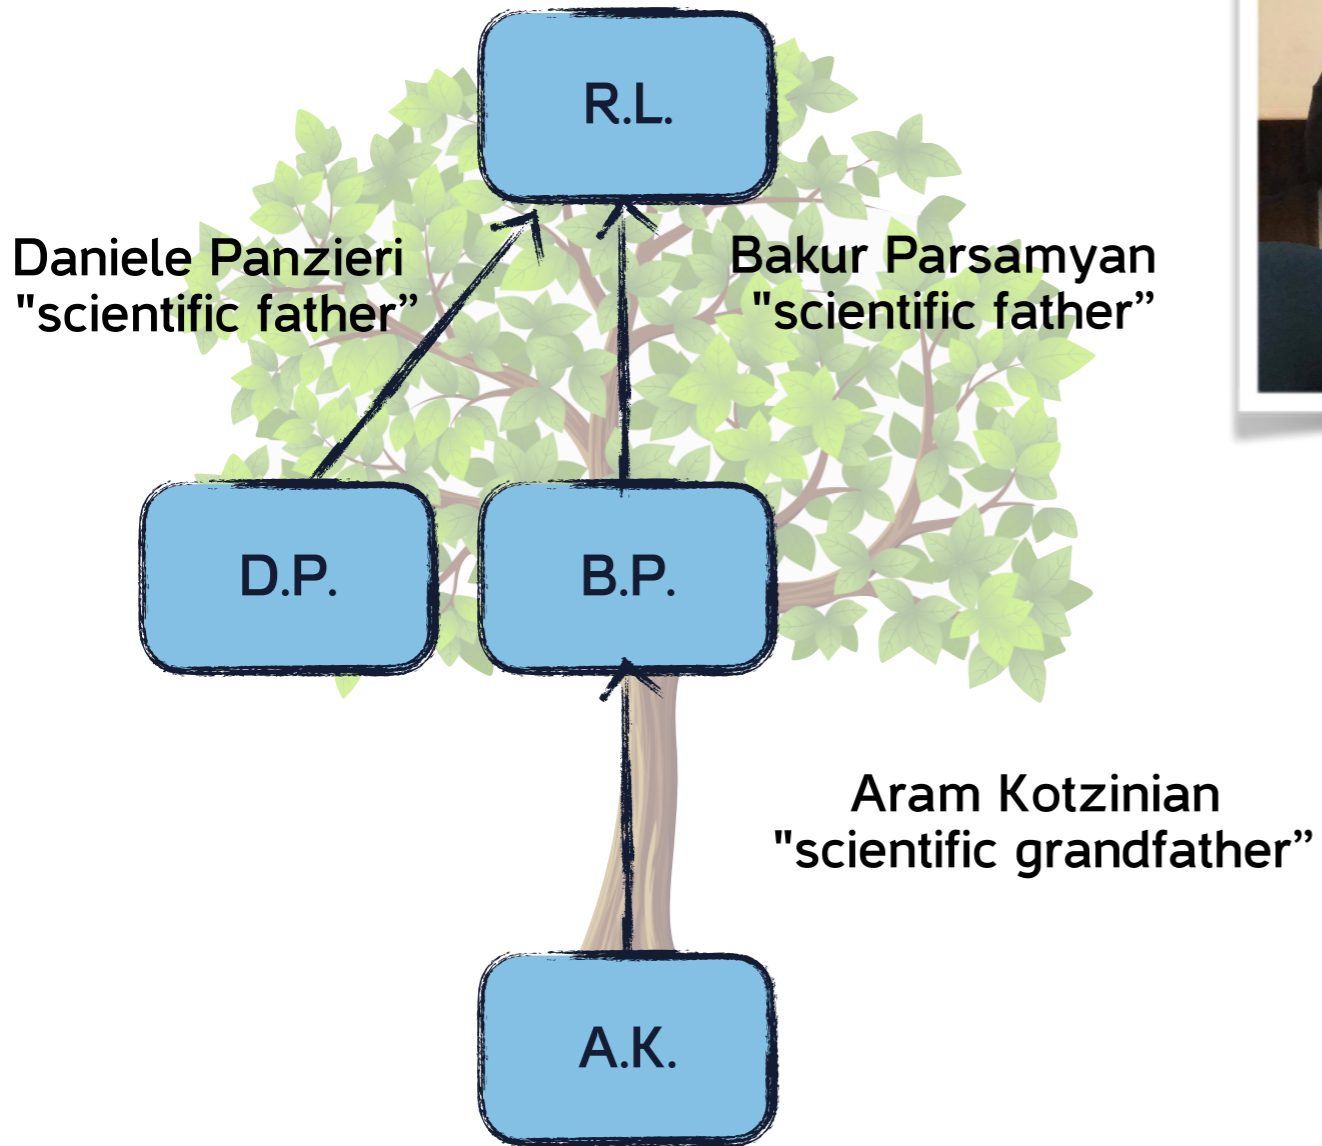 R.L.
Daniele Panzieri
"scientific father”
Bakur Parsamyan
"scientific father”
D.P.
B.P.
Aram Kotzinian
"scientific grandfather”
A.K.